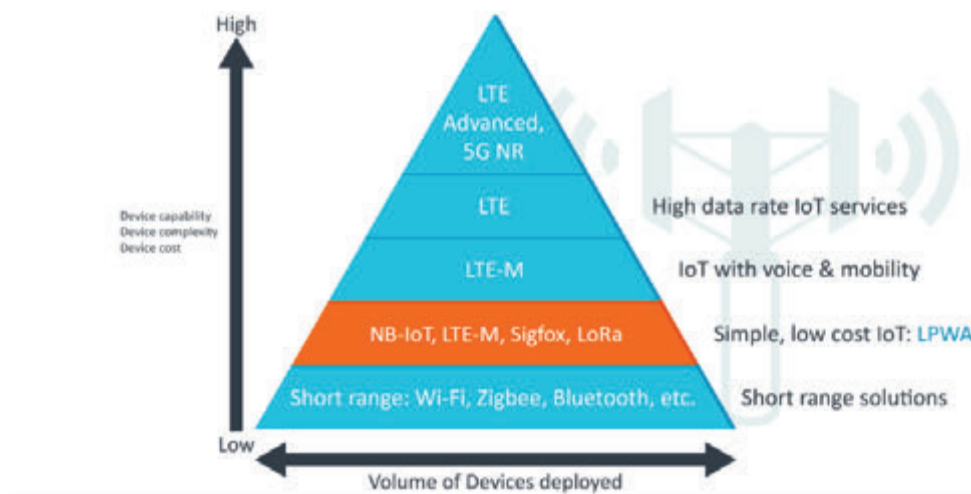 High
LTE
Advanced,
5G NR
Device capability
Device complexity
Device cost
LTE
High data rate IoT services
LTE-M
IoT with voice & mobility
NB-IoT, LTE-M, Sigfox, LoRa
Simple, low cost IoT: LPWA
Short range: Wi-Fi, Zigbee, Bluetooth, etc.
Short range solutions
Low
Volume of Devices deployed